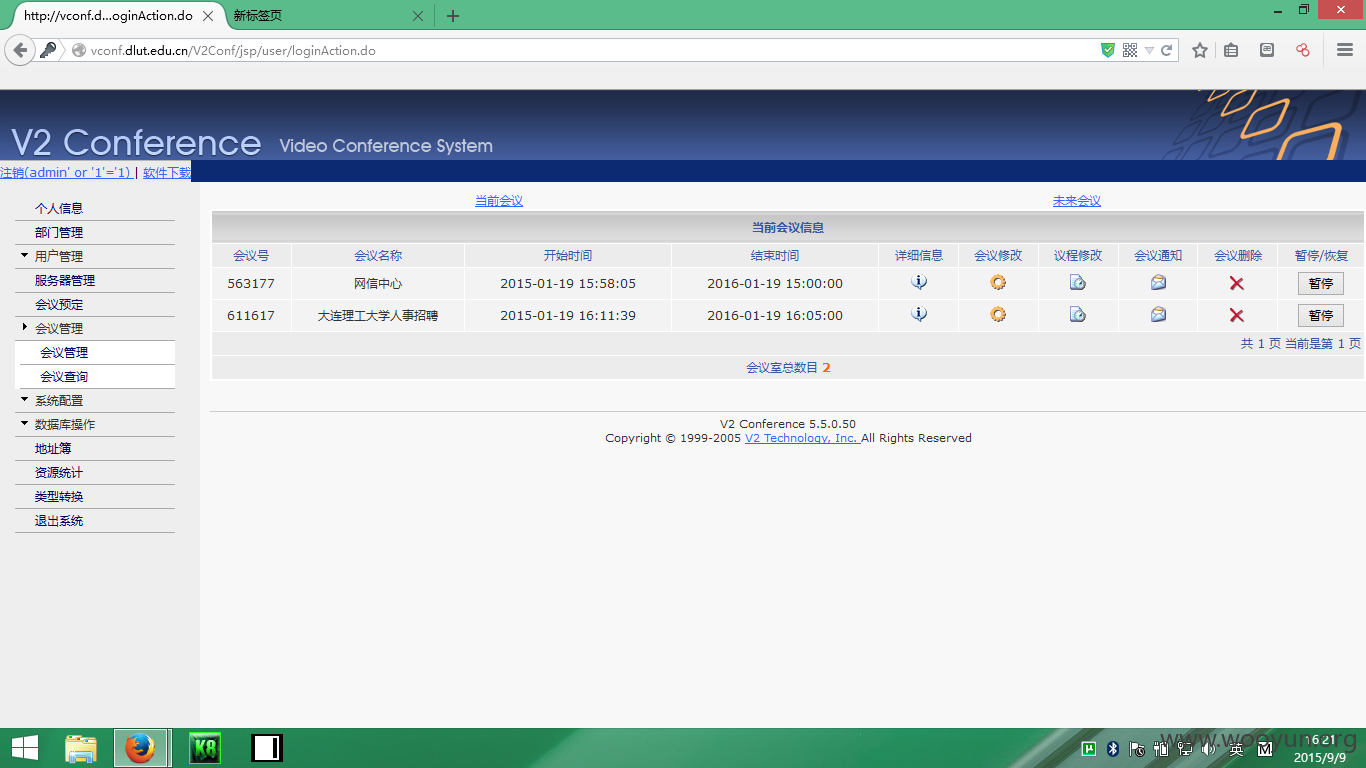 http://vconf.d...oginAction.do 新标签页
vconf.dlut.edu.cn/V2Conf/jsp/user/loginAction.do
V2 Conference Video Conference System
注销(admin' or '1'='1) | 软件下载
当前会议 未来会议
个人信息
部门管理
用户管理
服务器管理
会议预定
会议管理
会议管理
会议查询
系统配置
数据库操作
地址簿
资源统计
类型转换
退出系统
当前会议信息
会议号 会议名称 开始时间 结束时间 详细信息 会议修改 议程修改 会议通知 会议删除 暂停/恢复
563177 网信中心 2015-01-19 15:58:05 2016-01-19 15:00:00 暂停
611617 大连理工大学人事招聘 2015-01-19 16:11:39 2016-01-19 16:05:00 暂停
共 1 页 当前是第 1 页
会议室总数目 2
V2 Conference 5.5.0.50
Copyright © 1999-2005 V2 Technology, Inc. All Rights Reserved
K8
英 M
16:21
2015/9/9
www.wooyun.org